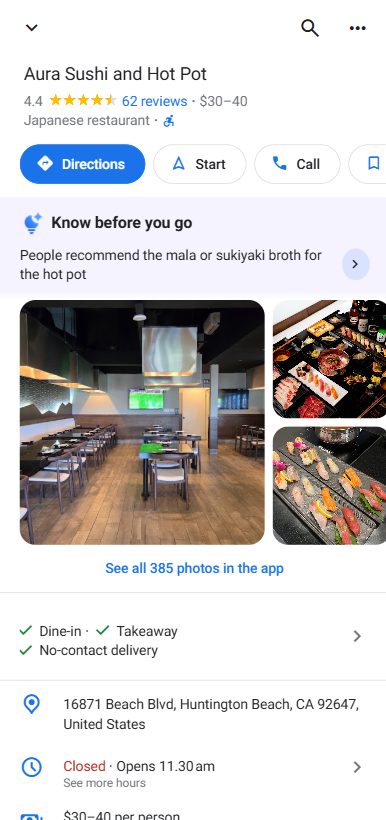 Aura Sushi and Hot Pot
4.4 ★★★★★ 62 reviews · $30–40
Japanese restaurant ·
Directions
Start
Call
Know before you go
People recommend the mala or sukiyaki broth for
the hot pot
See all 385 photos in the app
✓ Dine-in · ✓ Takeaway
✓ No-contact delivery
16871 Beach Blvd, Huntington Beach, CA 92647,
United States
Closed · Opens 11.30 am
See more hours
$30–40 per person